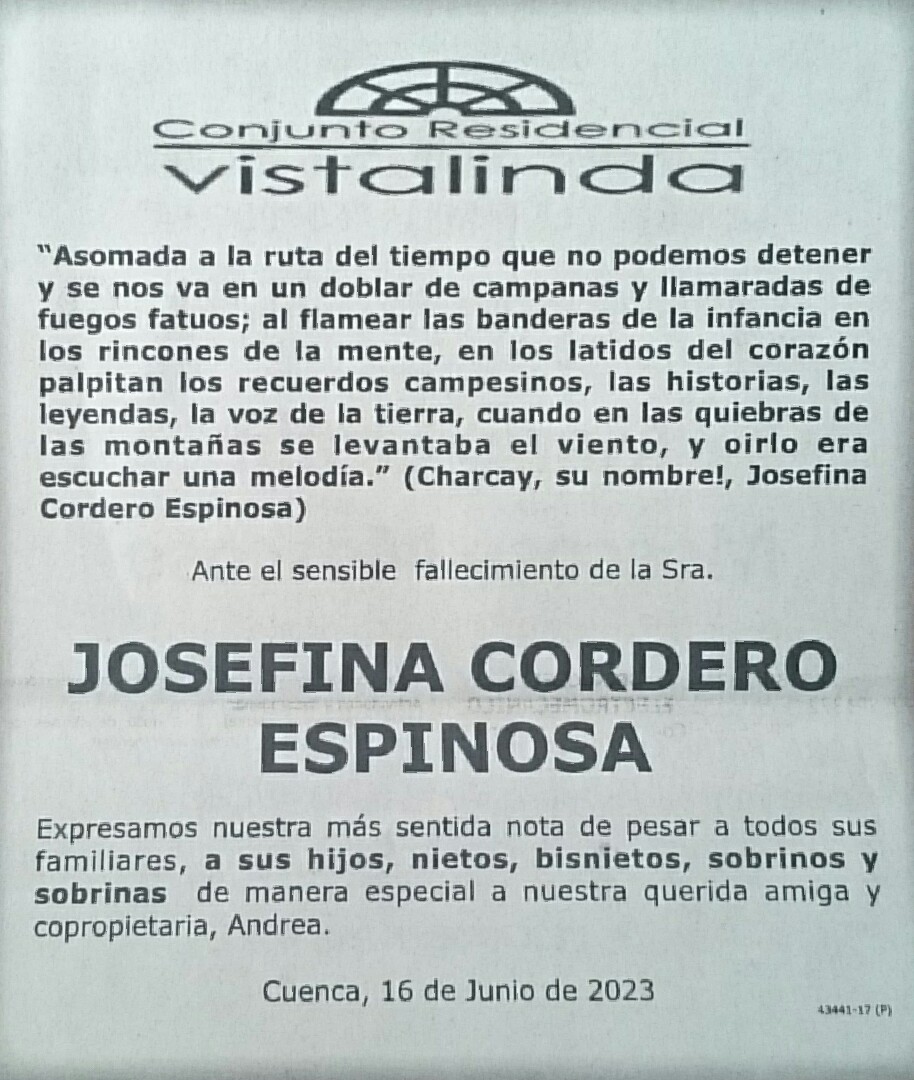 Conjunto Residencial
vistalinda
"Asomada a la ruta del tiempo que no podemos detener
y se nos va en un doblar de campanas y llamaradas de
fuegos fatuos; al flamear las banderas de la infancia en
los rincones de la mente, en los latidos del corazón
palpitan los recuerdos campesinos, las historias, las
leyendas, la voz de la tierra, cuando en las quiebras de
las montañas se levantaba el viento, y oirlo era
escuchar una melodía." (Charcay, su nombre!, Josefina
Cordero Espinosa)
Ante el sensible fallecimiento de la Sra.
JOSEFINA CORDERO
ESPINOSA
Expresamos nuestra más sentida nota de pesar a todos sus
familiares, a sus hijos, nietos, bisnietos, sobrinos y
sobrinas de manera especial a nuestra querida amiga y
copropietaria, Andrea.
Cuenca, 16 de Junio de 2023
43441-17 (P)